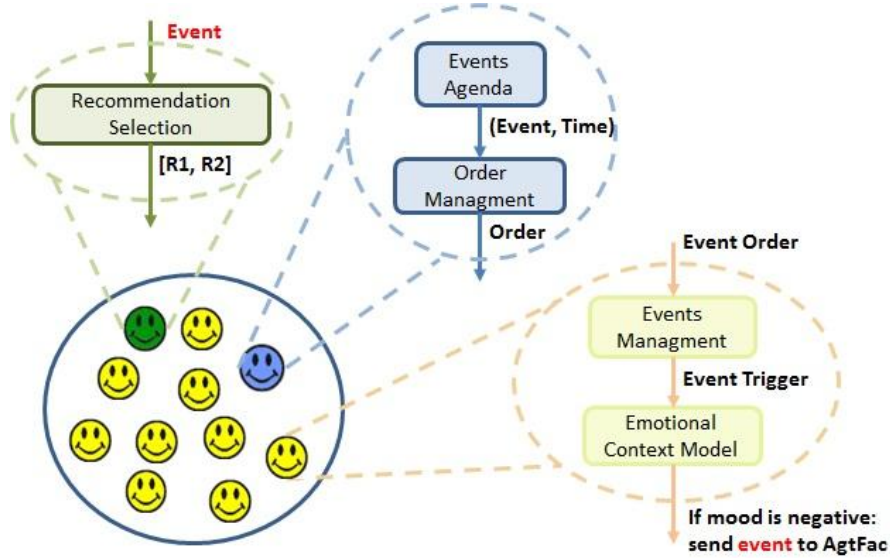 Event
Recommendation
Selection
[R1, R2]
Events
Agenda
(Event, Time)
Order
Managment
Order
Event Order
Events
Managment
Event Trigger
Emotional
Context Model
If mood is negative:
send event to AgtFac